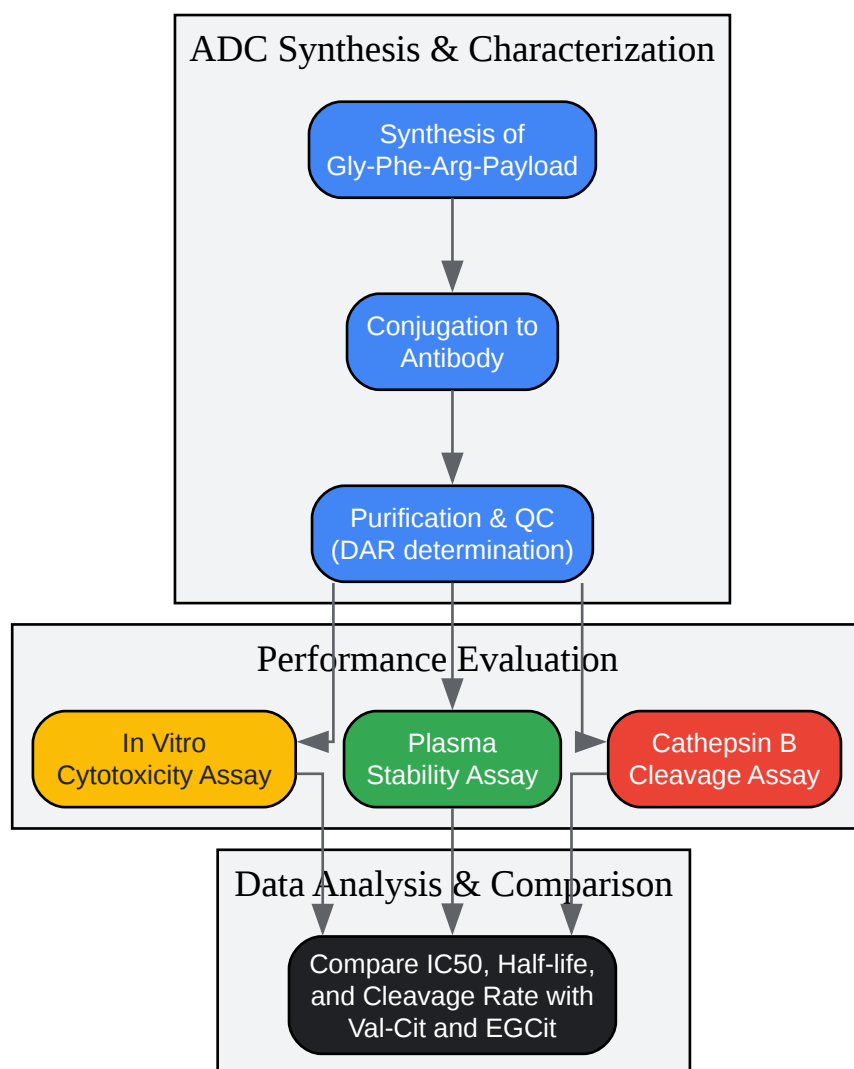 ADC Synthesis & Characterization
Synthesis of
Gly-Phe-Arg-Payload
Conjugation to
Antibody
Purification & QC
(DAR determination)
Performance Evaluation
In Vitro
Cytotoxicity Assay
Plasma
Stability Assay
Cathepsin B
Cleavage Assay
Data Analysis & Comparison
Compare IC50, Half-life,
and Cleavage Rate with
Val-Cit and EGCit